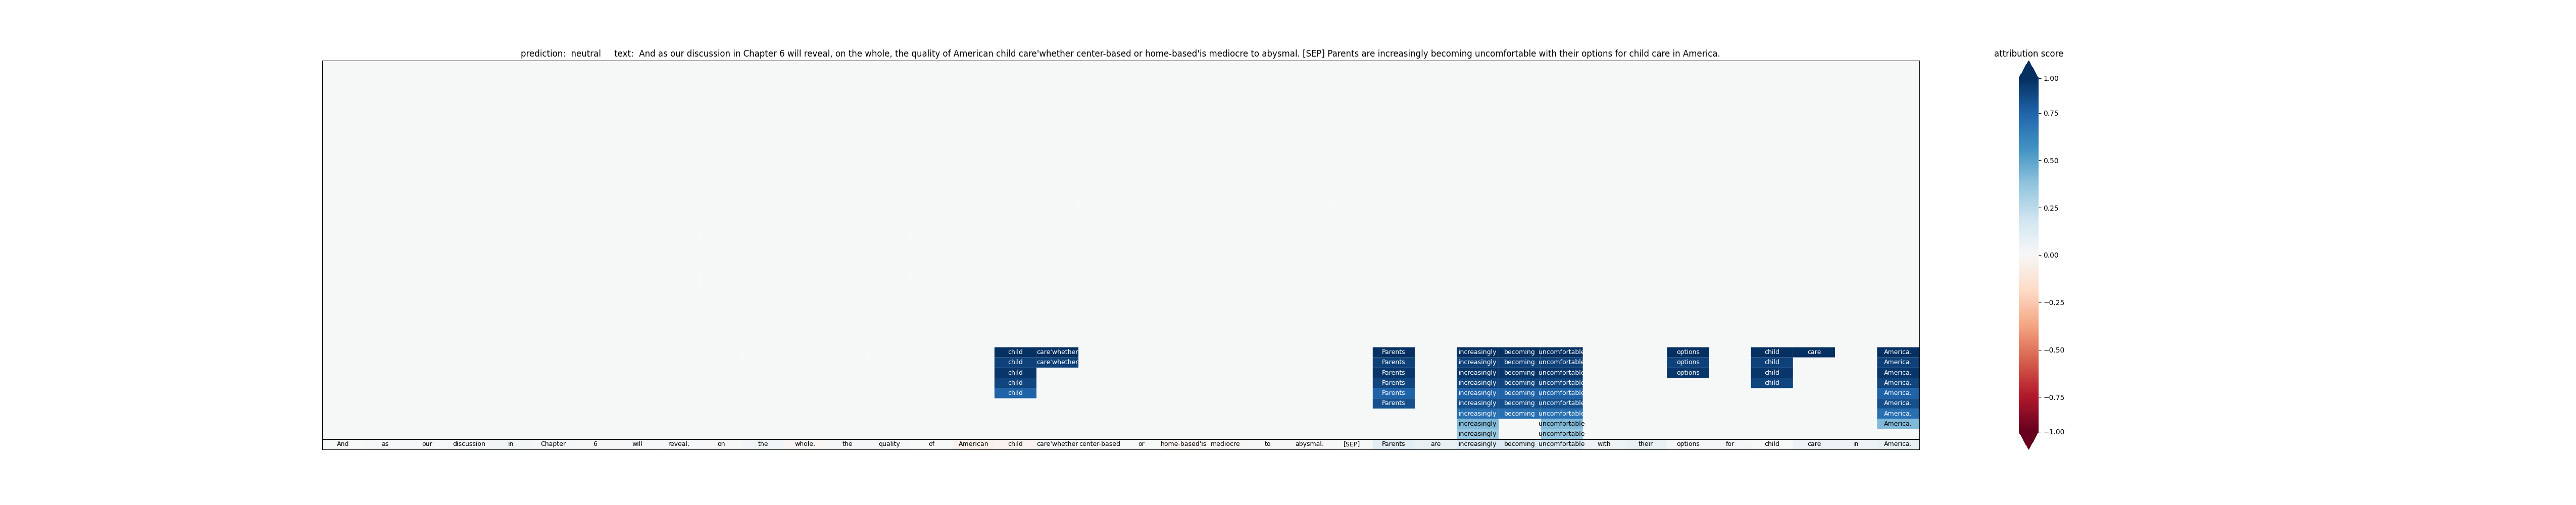 prediction:  neutral     text:  And as our discussion in Chapter 6 will reveal, on the whole, the quality of American child care'whether center-based or home-based'is mediocre to abysmal. [SEP] Parents are increasingly becoming uncomfortable with their options for child care in America.
attribution score
1.00
0.75
0.50
0.25
0.00
−0.25
−0.50
−0.75
−1.00
child care'whether Parents increasingly becoming uncomfortable options child care America.
child care'whether Parents increasingly becoming uncomfortable options child America.
child Parents increasingly becoming uncomfortable options child America.
child Parents increasingly becoming uncomfortable child America.
child Parents increasingly becoming uncomfortable America.
Parents increasingly becoming uncomfortable America.
increasingly becoming uncomfortable America.
increasingly uncomfortable America.
increasingly uncomfortable
And as our discussion in Chapter 6 will reveal, on the whole, the quality of American child care'whether center-based or home-based'is mediocre to abysmal. [SEP] Parents are increasingly becoming uncomfortable with their options for child care in America.